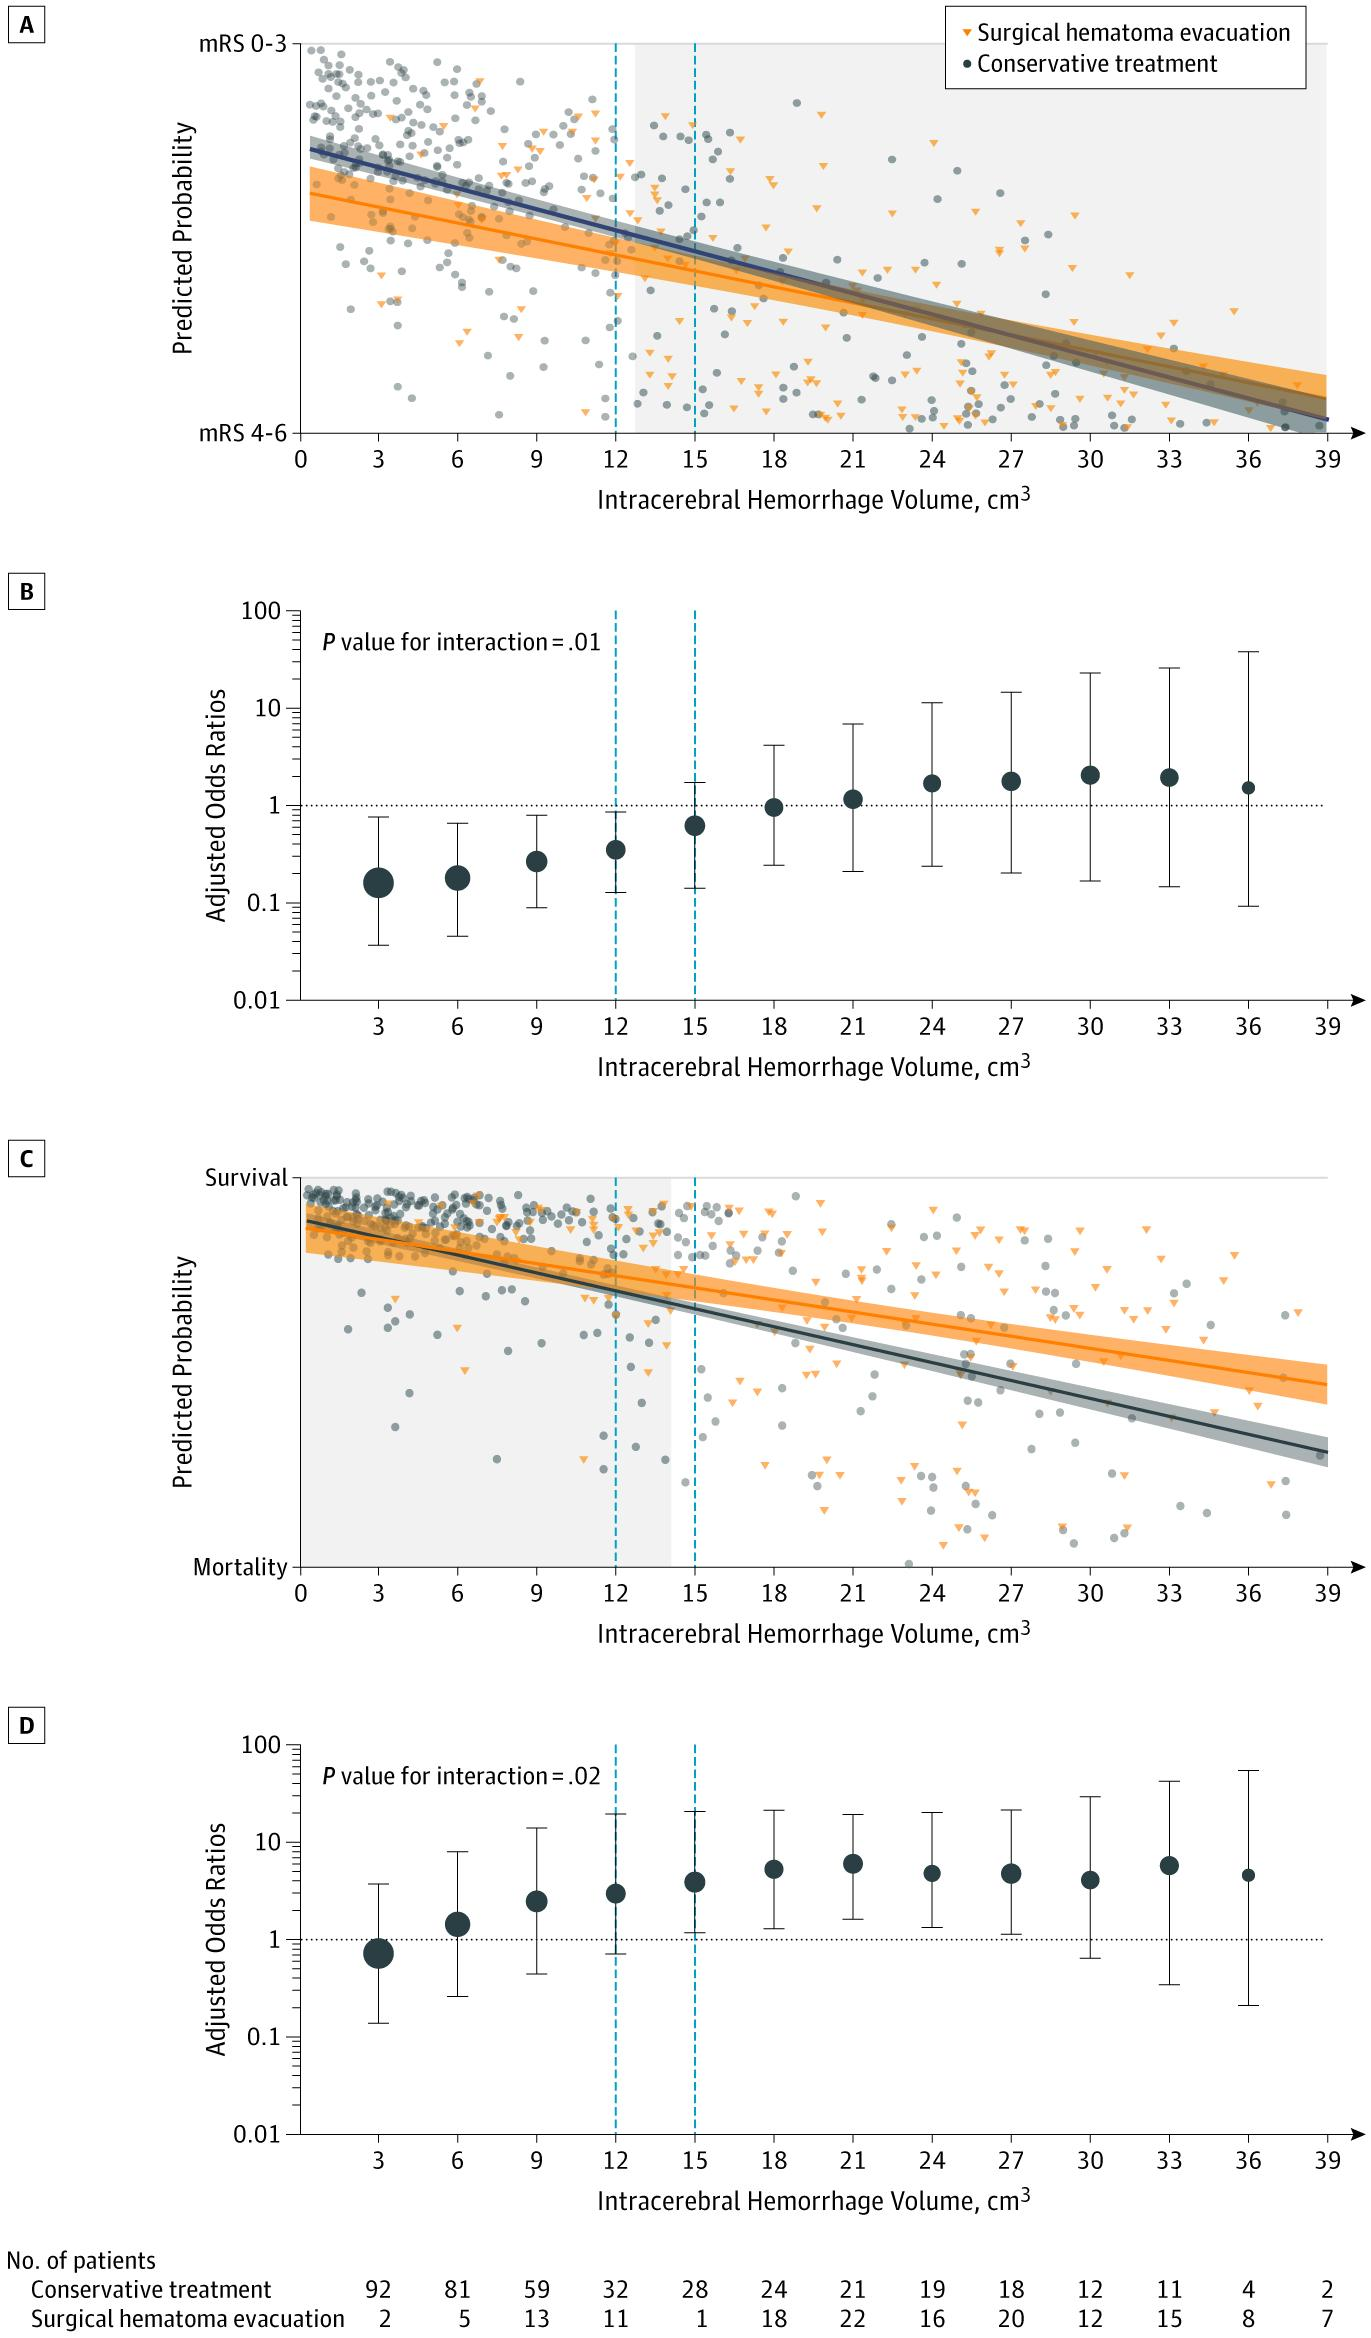 A
Surgical hematoma evacuation
Conservative treatment
mRS 0-3
Predicted Probability
mRS 4-6
0 3 6 9 12 15 18 21 24 27 30 33 36 39
Intracerebral Hemorrhage Volume, cm³
B
100
P value for interaction = .01
10
Adjusted Odds Ratios
1
0.1
0.01
3 6 9 12 15 18 21 24 27 30 33 36 39
Intracerebral Hemorrhage Volume, cm³
C
Survival
Predicted Probability
Mortality
0 3 6 9 12 15 18 21 24 27 30 33 36 39
Intracerebral Hemorrhage Volume, cm³
D
100
P value for interaction = .02
10
Adjusted Odds Ratios
1
0.1
0.01
3 6 9 12 15 18 21 24 27 30 33 36 39
Intracerebral Hemorrhage Volume, cm³
No. of patients
Conservative treatment 92 81 59 32 28 24 21 19 18 12 11 4 2
Surgical hematoma evacuation 2 5 13 11 1 18 22 16 20 12 15 8 7